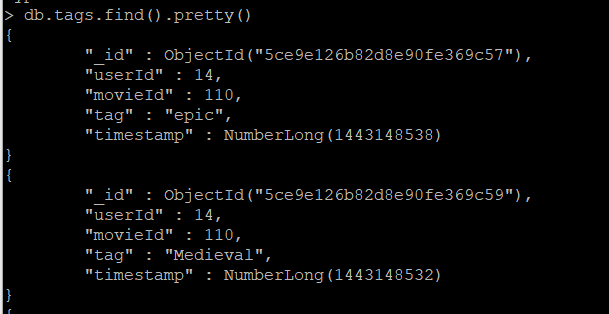 > db.tags.find().pretty()
{
"_id" : ObjectId("5ce9e126b82d8e90fe369c57"),
"userId" : 14,
"movieId" : 110,
"tag" : "epic",
"timestamp" : NumberLong(1443148538)
}
{
"_id" : ObjectId("5ce9e126b82d8e90fe369c59"),
"userId" : 14,
"movieId" : 110,
"tag" : "Medieval",
"timestamp" : NumberLong(1443148532)
}